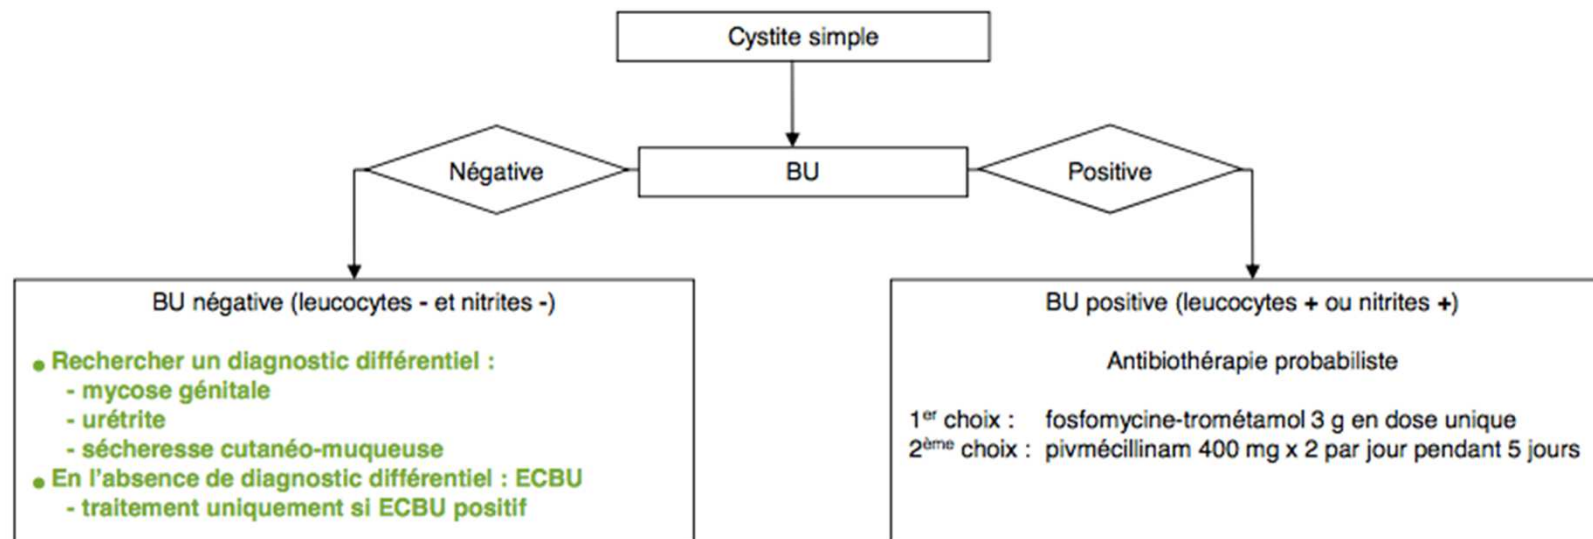 Cystite simple
Négative
BU
Positive
BU négative (leucocytes - et nitrites -)
• Rechercher un diagnostic différentiel :
- mycose génitale
- urétrite
- sécheresse cutanéo-muqueuse
• En l'absence de diagnostic différentiel : ECBU
- traitement uniquement si ECBU positif
BU positive (leucocytes + ou nitrites +)
Antibiothérapie probabiliste
1er choix : fosfomycine-trométamol 3 g en dose unique
2ème choix : pivmécillinam 400 mg x 2 par jour pendant 5 jours